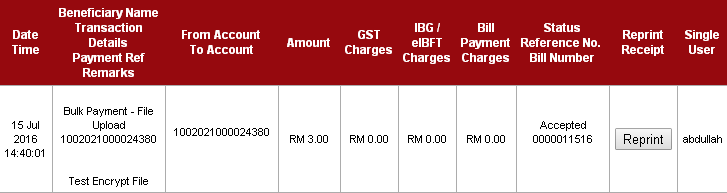 Date
Time
Beneficiary Name
Transaction
Details
Payment Ref
Remarks
From Account
To Account
Amount
GST
Charges
IBG /
eIBFT
Charges
Bill
Payment
Charges
Status
Reference No.
Bill Number
Reprint
Receipt
Single
User
15 Jul
2016
14:40:01
Bulk Payment - File
Upload
1002021000024380
Test Encrypt File
1002021000024380
RM 3.00
RM 0.00
RM 0.00
RM 0.00
Accepted
0000011516
Reprint
abdullah